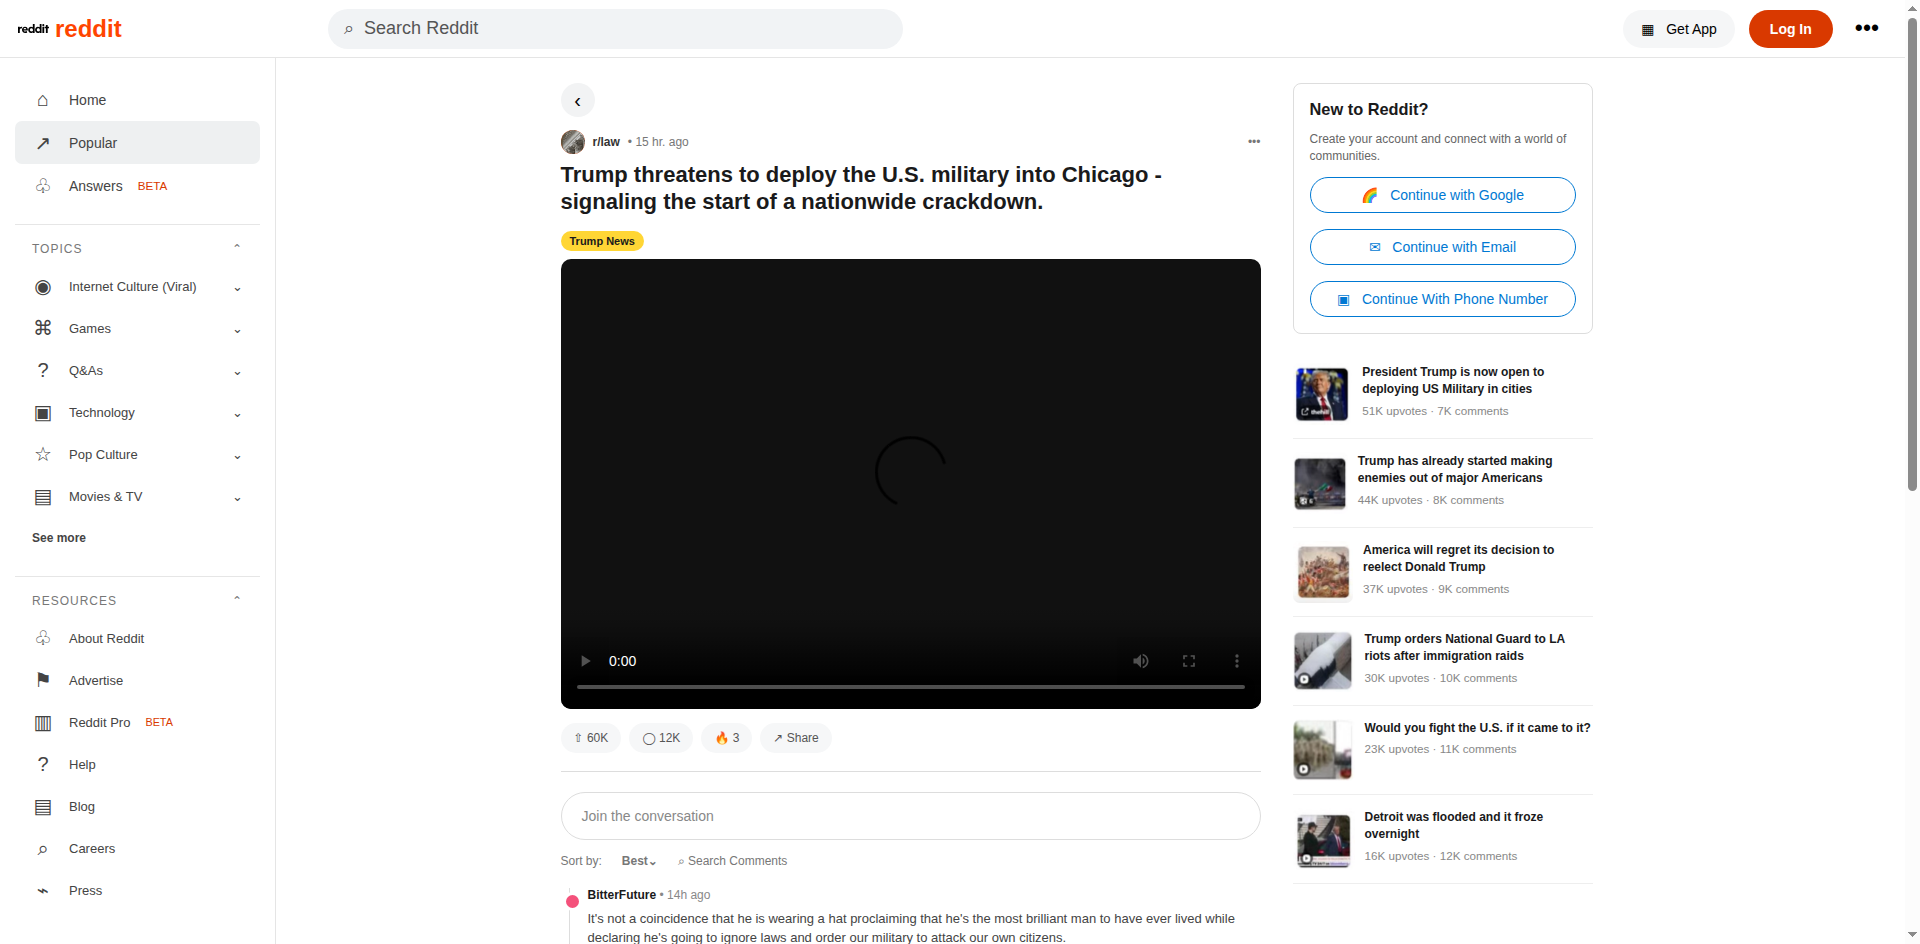 reddit reddit
Search Reddit
Get App
Log In
Home
Popular
Answers BETA
TOPICS
Internet Culture (Viral)
Games
Q&As
Technology
Pop Culture
Movies & TV
See more
RESOURCES
About Reddit
Advertise
Reddit Pro BETA
Help
Blog
Careers
Press
r/law • 15 hr. ago
Trump threatens to deploy the U.S. military into Chicago -
signaling the start of a nationwide crackdown.
Trump News
0:00
60K
12K
3
Share
Join the conversation
Sort by: Best
Search Comments
BitterFuture • 14h ago
It's not a coincidence that he is wearing a hat proclaiming that he's the most brilliant man to have ever lived while
declaring he's going to ignore laws and order our military to attack our own citizens.
New to Reddit?
Create your account and connect with a world of
communities.
Continue with Google
Continue with Email
Continue With Phone Number
President Trump is now open to
deploying US Military in cities
51K upvotes · 7K comments
thehill
Trump has already started making
enemies out of major Americans
44K upvotes · 8K comments
America will regret its decision to
reelect Donald Trump
37K upvotes · 9K comments
Trump orders National Guard to LA
riots after immigration raids
30K upvotes · 10K comments
Would you fight the U.S. if it came to it?
23K upvotes · 11K comments
Detroit was flooded and it froze
overnight
16K upvotes · 12K comments